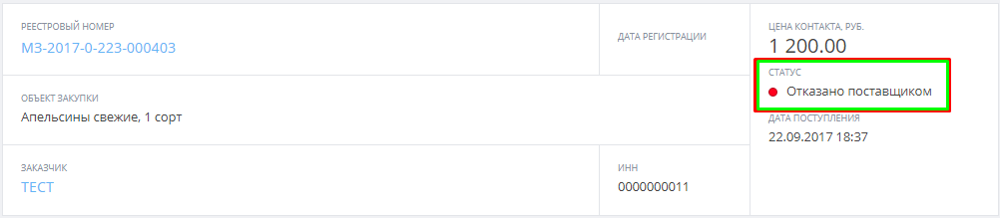 РЕЕСТРОВЫЙ НОМЕР
МЗ-2017-0-223-000403
ДАТА РЕГИСТРАЦИИ
ЦЕНА КОНТАКТА, РУБ.
1 200.00
СТАТУС
Отказано поставщиком
ДАТА ПОСТУПЛЕНИЯ
22.09.2017 18:37
ОБЪЕКТ ЗАКУПКИ
Апельсины свежие, 1 сорт
ЗАКАЗЧИК
ТЕСТ
ИНН
0000000011